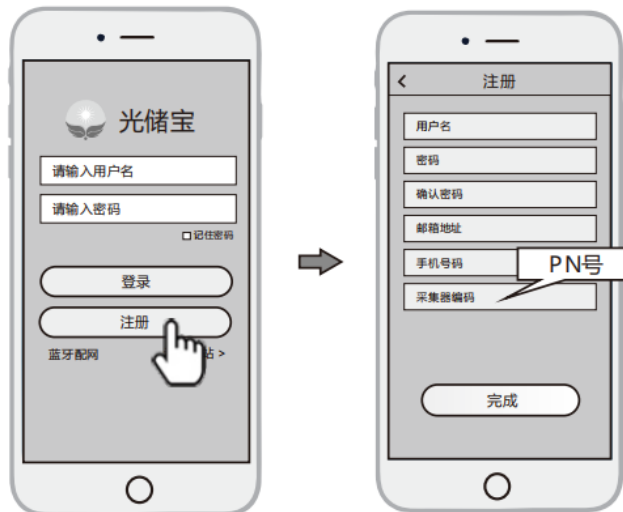 光储宝
请输入用户名
请输入密码
记住密码
登录
注册
蓝牙配网
站 >
<
注册
用户名
密码
确认密码
邮箱地址
手机号码
PN号
采集器编码
完成